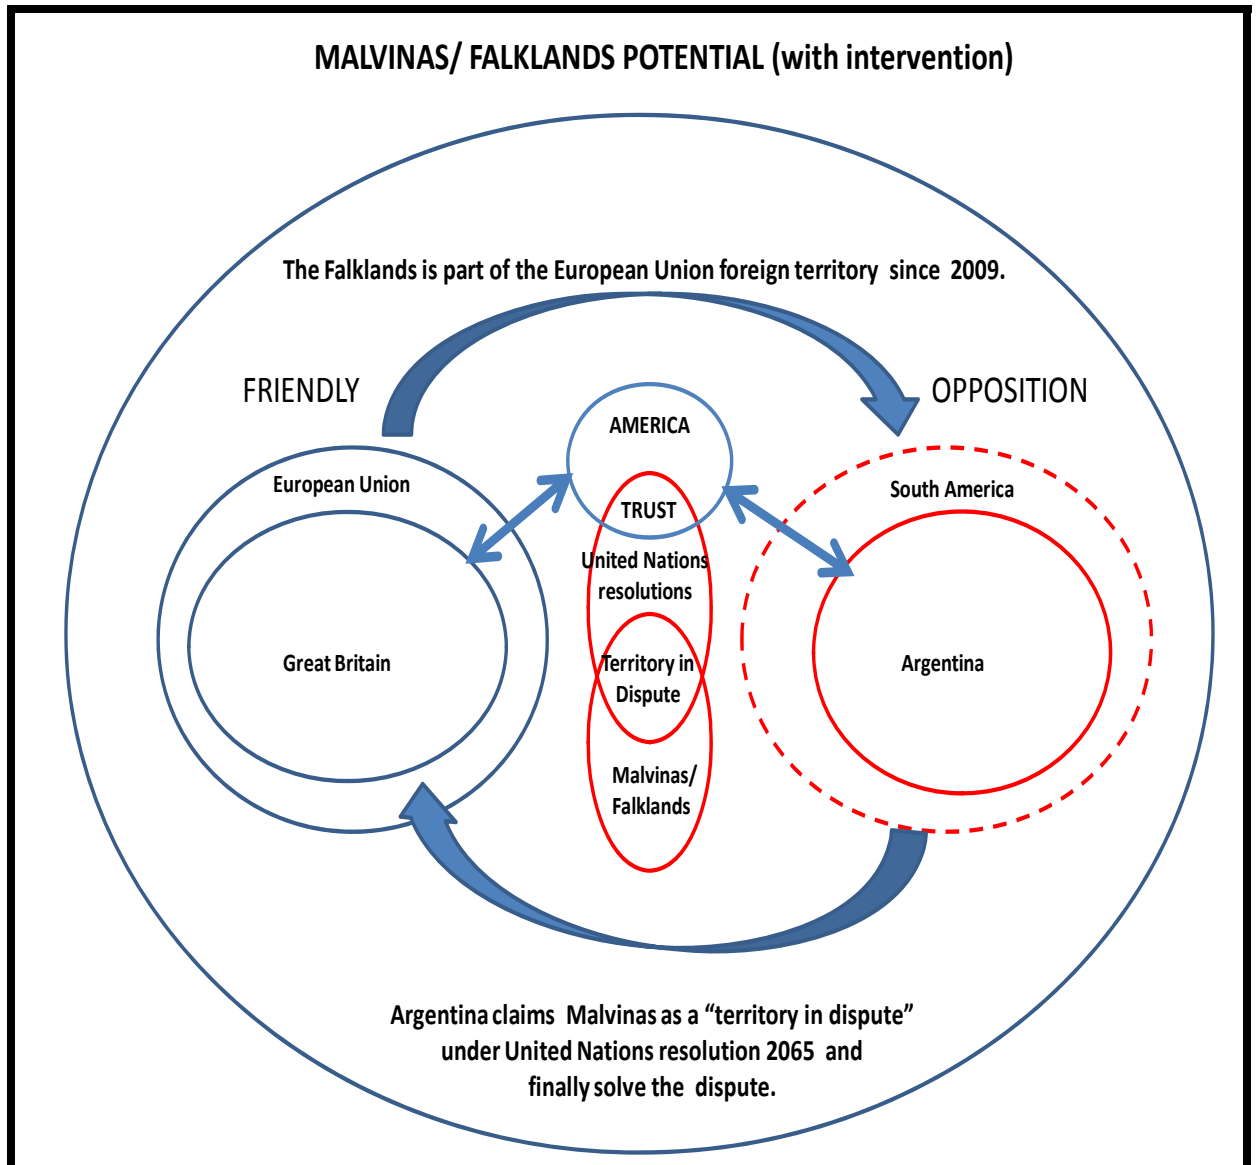 MALVINAS/ FALKLANDS POTENTIAL (with intervention)
The Falklands is part of the European Union foreign territory since 2009.
FRIENDLY
OPPOSITION
AMERICA
European Union
South America
TRUST
United Nations
resolutions
Great Britain
Territory in
Dispute
Argentina
Malvinas/
Falklands
Argentina claims Malvinas as a “territory in dispute”
under United Nations resolution 2065 and
finally solve the dispute.